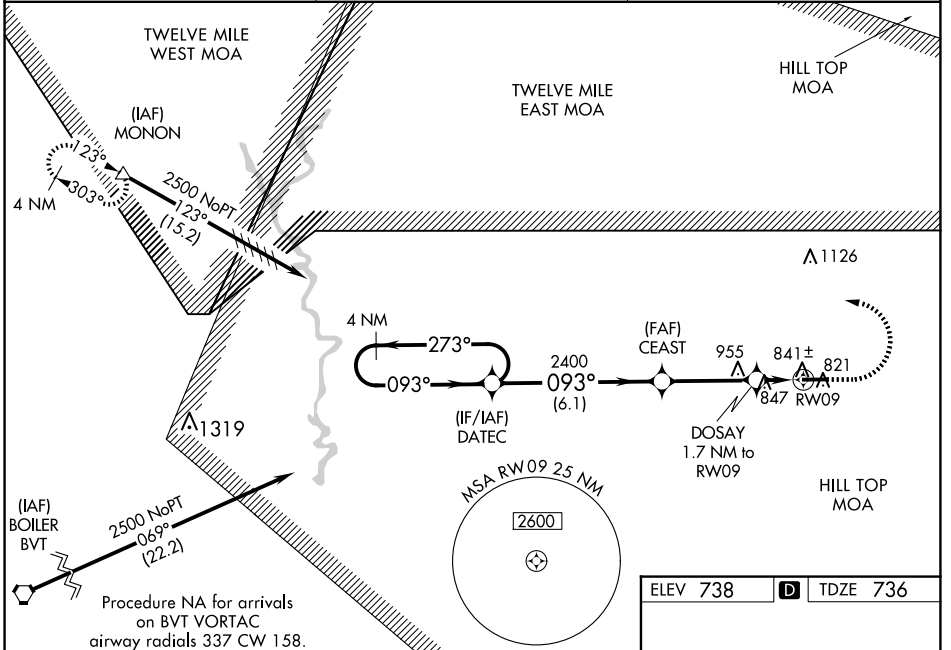 TWELVE MILE
WEST MOA
HILL TOP
MOA
TWELVE MILE
EAST MOA
(IAF)
MONON
123°
303°
4 NM
2500 NoPT
123°
(15.2)
1126
4 NM
273°
093°
(IF/IAF)
DATEC
2400
093°
(6.1)
(FAF)
CEAST
955
841±
821
847
RW09
DOSAY
1.7 NM to
RW09
1319
HILL TOP
MOA
MSA RW09 25 NM
2600
(IAF)
BOILER
BVT
2500 NoPT
069°
(22.2)
Procedure NA for arrivals
on BVT VORTAC
airway radials 337 CW 158.
ELEV 738 D TDZE 736